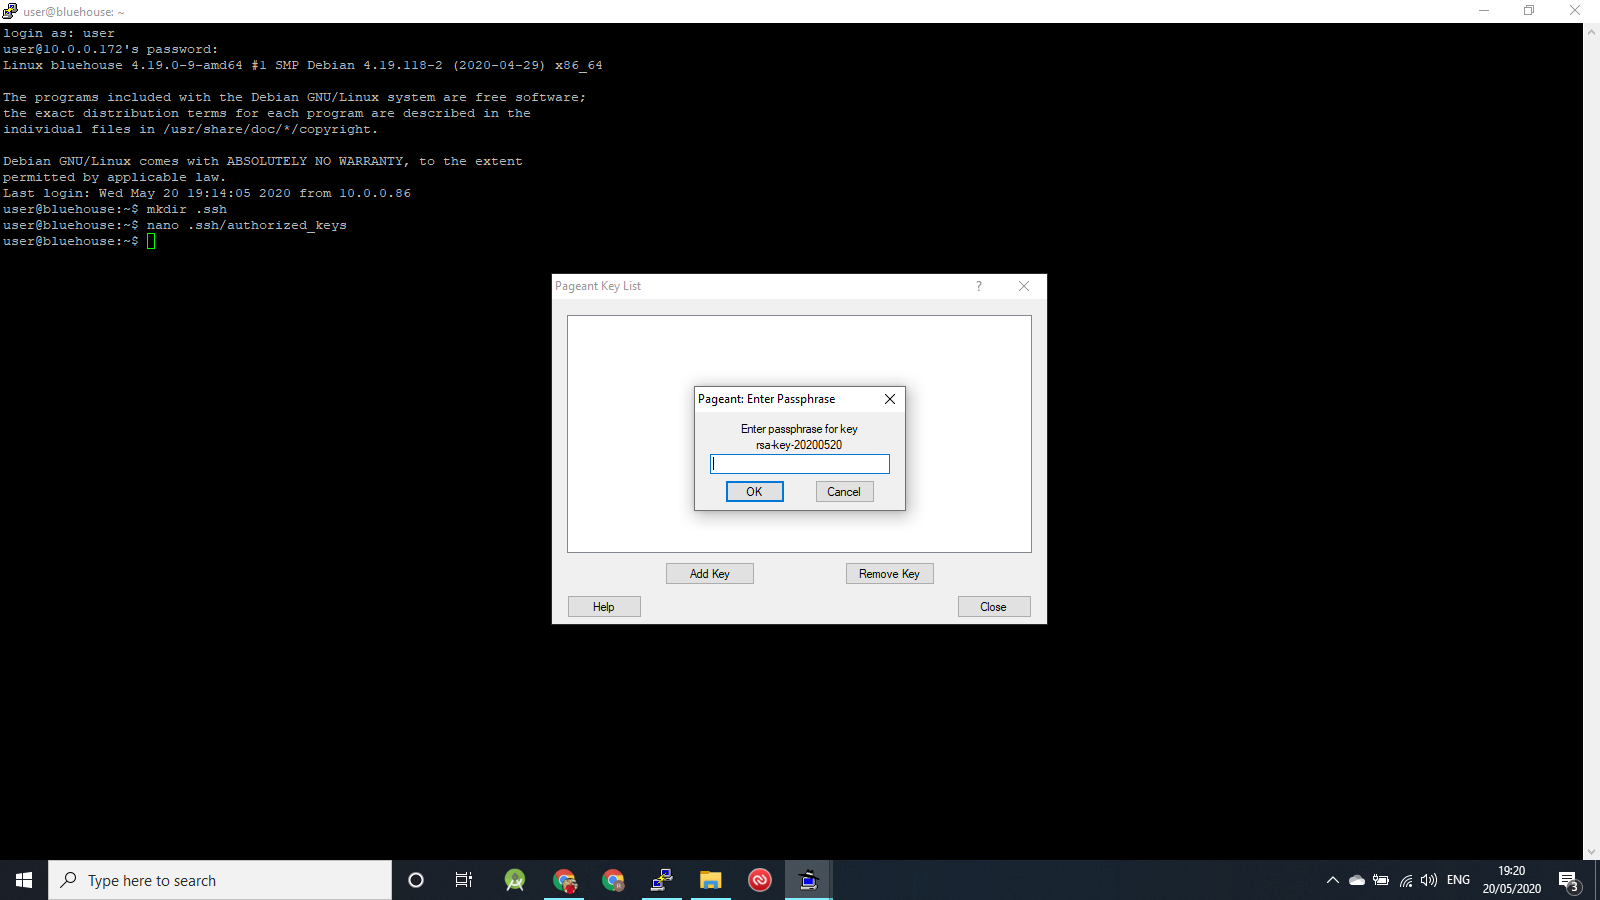 user@bluehouse: ~
login as: user
user@10.0.0.172's password:
Linux bluehouse 4.19.0-9-amd64 #1 SMP Debian 4.19.118-2 (2020-04-29) x86_64
The programs included with the Debian GNU/Linux system are free software;
the exact distribution terms for each program are described in the
individual files in /usr/share/doc/*/copyright.
Debian GNU/Linux comes with ABSOLUTELY NO WARRANTY, to the extent
permitted by applicable law.
Last login: Wed May 20 19:14:05 2020 from 10.0.0.86
user@bluehouse:~$ mkdir .ssh
user@bluehouse:~$ nano .ssh/authorized_keys
user@bluehouse:~$
Pageant Key List
?
Pageant: Enter Passphrase
Enter passphrase for key
rsa-key-20200520
OK Cancel
Add Key Remove Key
Help Close
Type here to search
R
ENG
19:20
20/05/2020
3